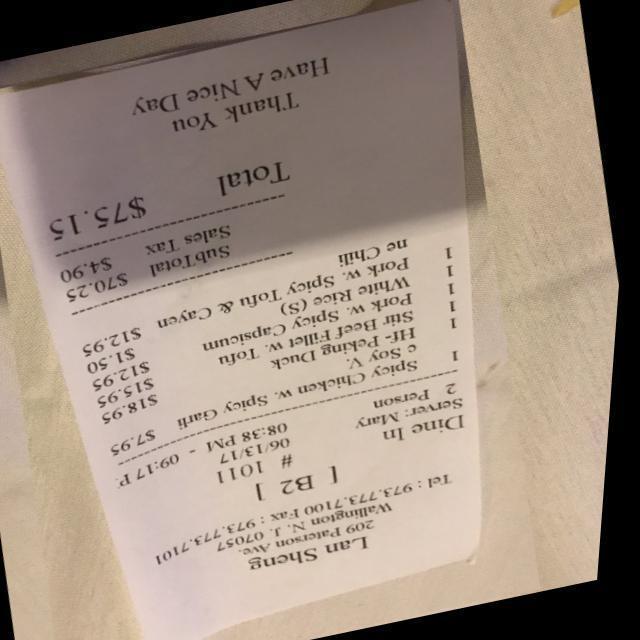 Lan Sheng
209 Paterson Ave
Wallington N. J. 07057
Tel : 973.773.7100 Fax : 973.773.7101
[ B2 ]
# 1011
06/13/17
Dine In 08:38 PM - 09:17 P
Server: Mary
2 Person
1 Spicy Chicken w. Spicy Garli $7.95
c Soy V.
1 HF- Peking Duck $18.95
1 Stir Beef Fillet w. Tofu $15.95
1 Pork w. Spicy Capsicum $12.95
1 White Rice (S) $1.50
1 Pork w. Spicy Tofu & Cayen $12.95
ne Chili
SubTotal $70.25
Sales Tax $4.90
Total $75.15
Thank You
Have A Nice Day